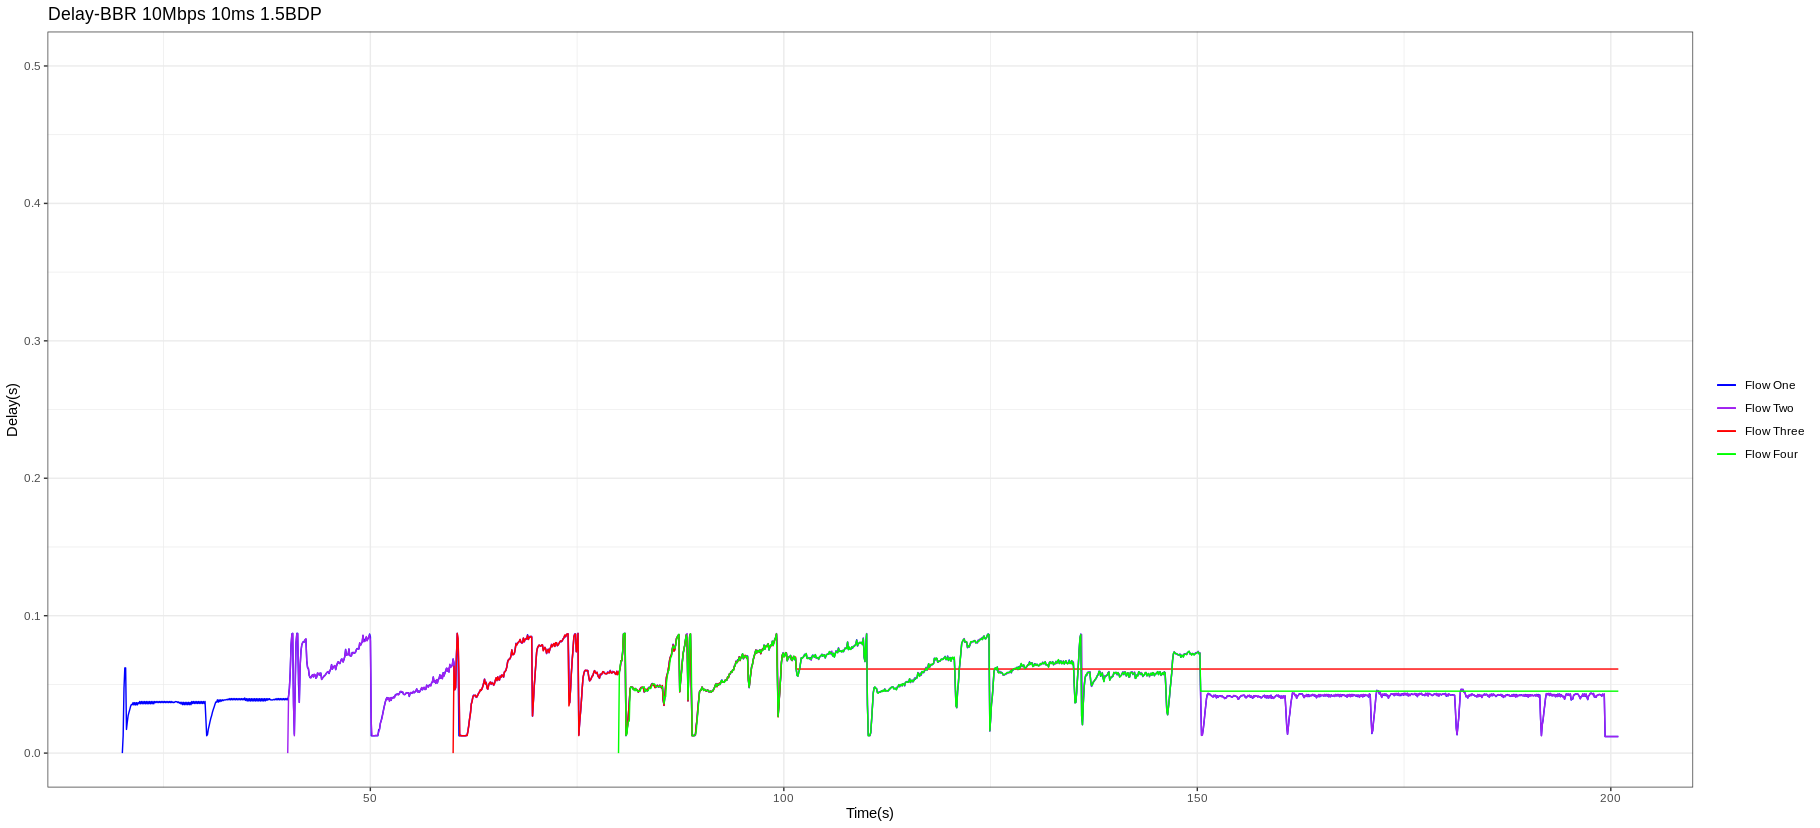 Delay-BBR 10Mbps 10ms 1.5BDP
0.5
0.4
0.3
0.2
0.1
0.0
Delay(s)
50
100
150
200
Time(s)
Flow One
Flow Two
Flow Three
Flow Four